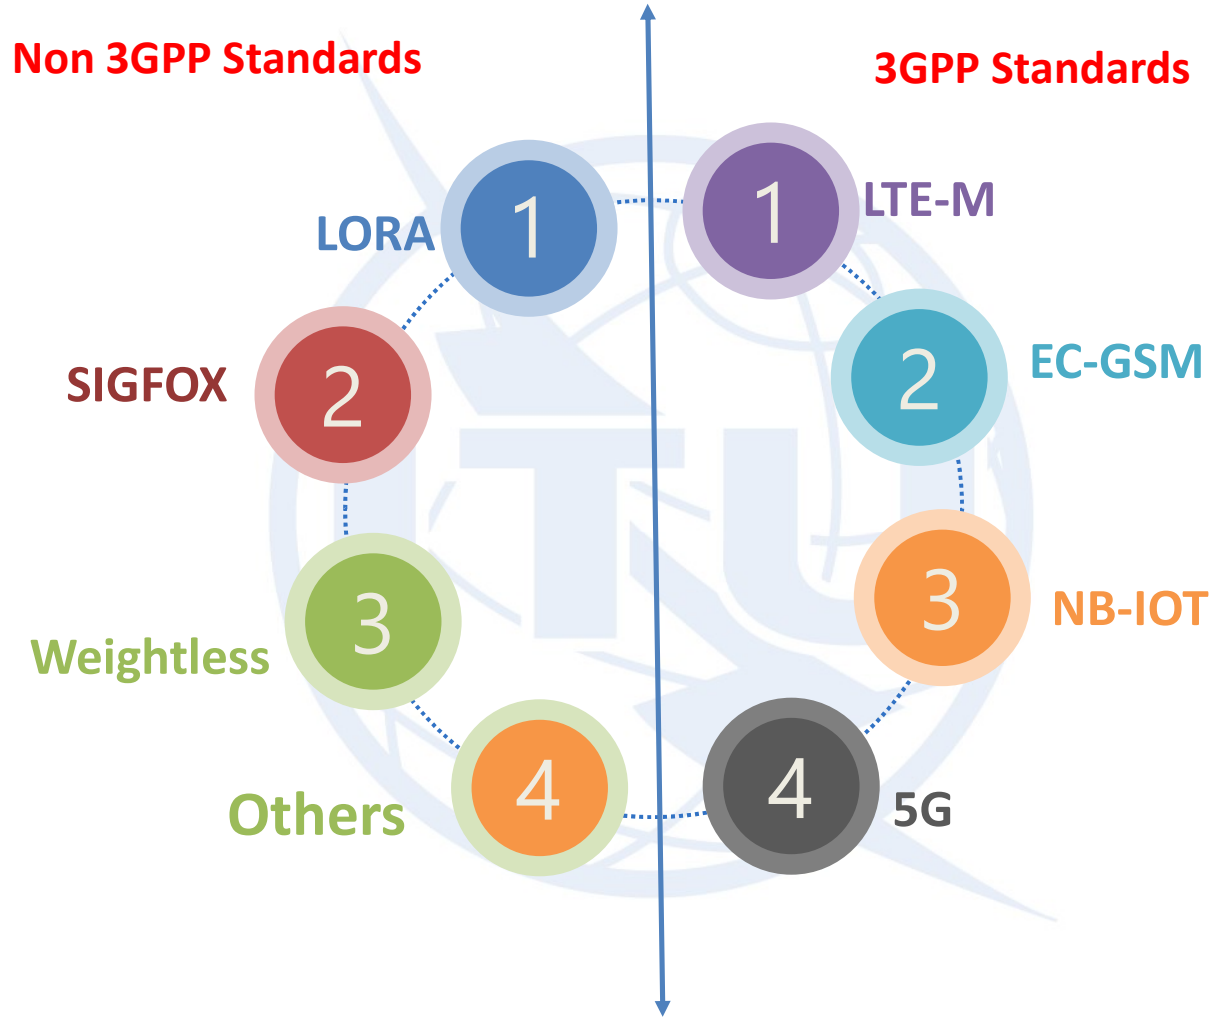 Non 3GPP Standards
3GPP Standards
1
LORA
2
SIGFOX
3
Weightless
4
Others
1
LTE-M
2
EC-GSM
3
NB-IOT
4
5G
ITU